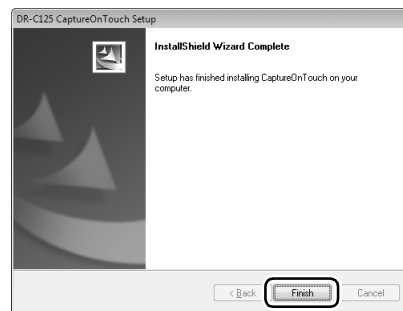 DR-C125 CaptureOnTouch Setup
InstallShield Wizard Complete
Setup has finished installing CaptureOnTouch on your
computer.
< Back
Finish
Cancel